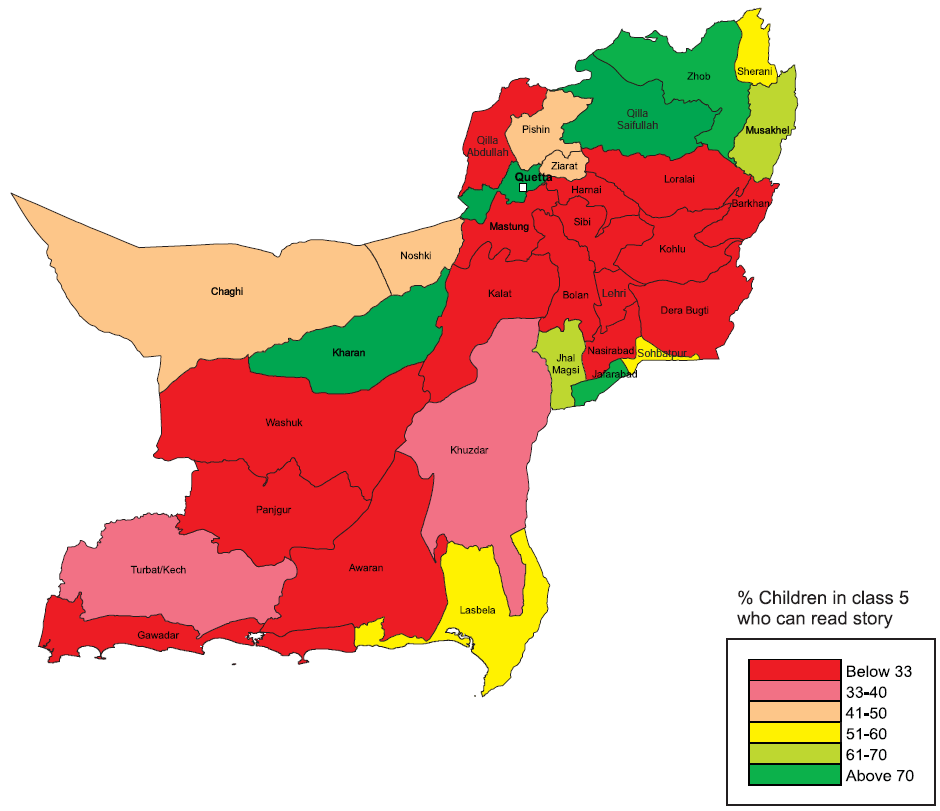 Zhob
Sherani
Qilla
Saifullah
Musakhel
Pishin
Qilla
Abdullah
Ziarat
Quetta
Loralai
Harnai
Barkhan
Sibi
Mastung
Kohlu
Noshki
Chaghi
Kalat
Bolan
Lehri
Dera Bugti
Kharan
Nasirabad
Sohbatpur
Jhal
Magsi
Jafarabad
Washuk
Khuzdar
Panjgur
Turbat/Kech
Awaran
Lasbela
Gawadar
% Children in class 5
who can read story
Below 33
33-40
41-50
51-60
61-70
Above 70